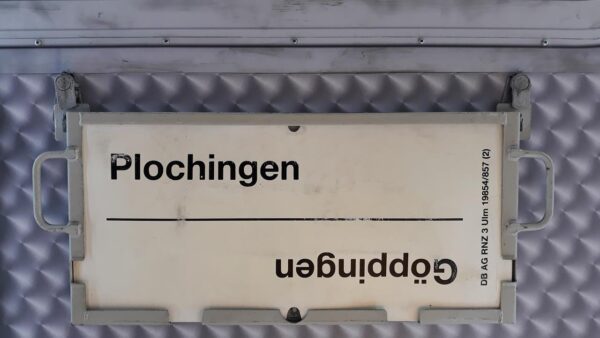 Plochingen
Göppingen
DB AG RNZ 3 Ulm 19854/857 (2)